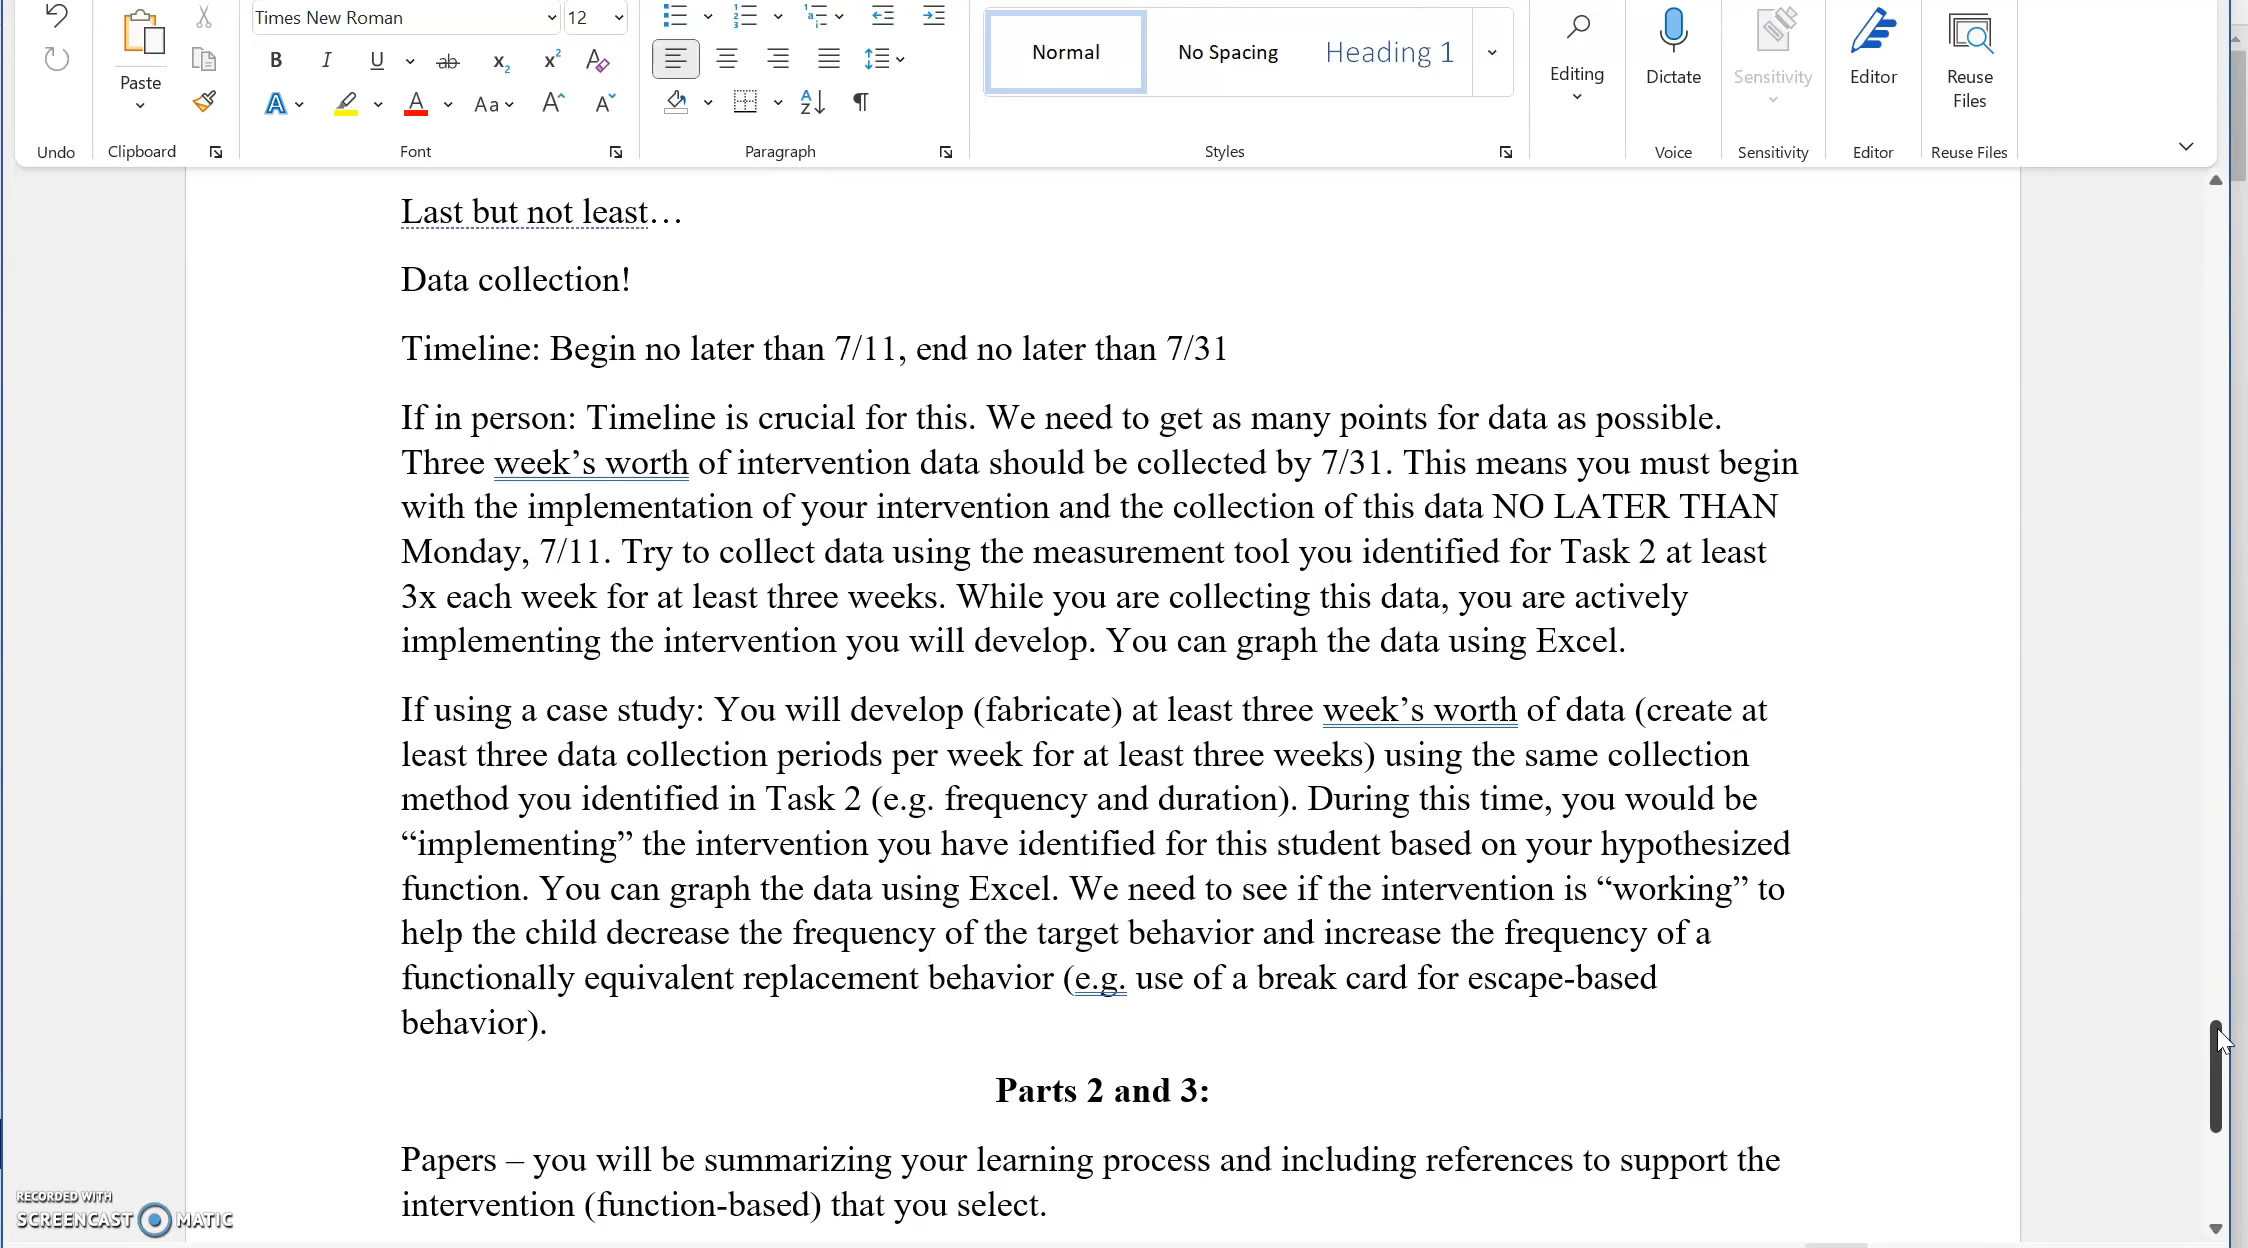 Times New Roman
12
Paste
Undo
Clipboard
Font
Paragraph
Normal
No Spacing
Heading 1
Styles
Editing
Dictate
Voice
Sensitivity
Sensitivity
Editor
Editor
Reuse
Files
Reuse Files
Last but not least…
Data collection!
Timeline: Begin no later than 7/11, end no later than 7/31
If in person: Timeline is crucial for this. We need to get as many points for data as possible.
Three week’s worth of intervention data should be collected by 7/31. This means you must begin
with the implementation of your intervention and the collection of this data NO LATER THAN
Monday, 7/11. Try to collect data using the measurement tool you identified for Task 2 at least
3x each week for at least three weeks. While you are collecting this data, you are actively
implementing the intervention you will develop. You can graph the data using Excel.
If using a case study: You will develop (fabricate) at least three week’s worth of data (create at
least three data collection periods per week for at least three weeks) using the same collection
method you identified in Task 2 (e.g. frequency and duration). During this time, you would be
“implementing” the intervention you have identified for this student based on your hypothesized
function. You can graph the data using Excel. We need to see if the intervention is “working” to
help the child decrease the frequency of the target behavior and increase the frequency of a
functionally equivalent replacement behavior (e.g. use of a break card for escape-based
behavior).
Parts 2 and 3:
Papers – you will be summarizing your learning process and including references to support the
intervention (function-based) that you select.
RECORDED WITH
SCREENCAST MATIC